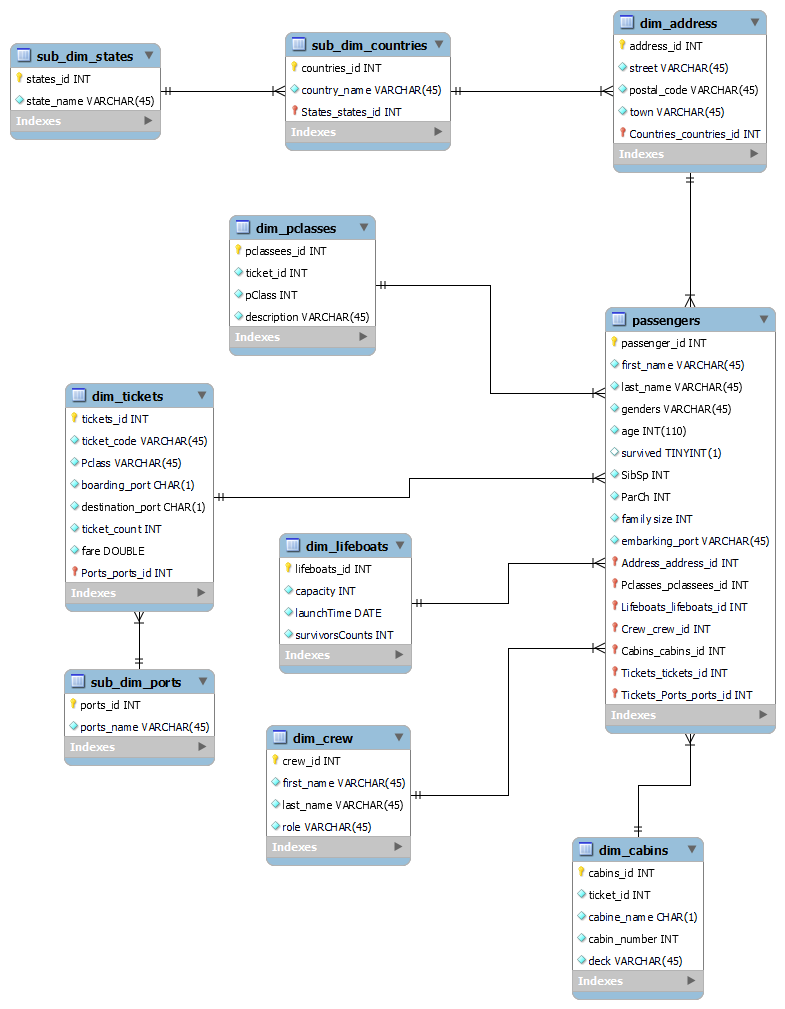 sub_dim_states
states_id INT
state_name VARCHAR(45)
Indexes
sub_dim_countries
countries_id INT
country_name VARCHAR(45)
States_states_id INT
Indexes
dim_address
address_id INT
street VARCHAR(45)
postal_code VARCHAR(45)
town VARCHAR(45)
Countries_countries_id INT
Indexes
dim_pclasses
pclassees_id INT
ticket_id INT
pClass INT
description VARCHAR(45)
Indexes
passengers
passenger_id INT
first_name VARCHAR(45)
last_name VARCHAR(45)
genders VARCHAR(45)
age INT(110)
survived TINYINT(1)
SibSp INT
ParCh INT
family size INT
embarking_port VARCHAR(45)
Address_address_id INT
Pclasses_pclassees_id INT
Lifeboats_lifeboats_id INT
Crew_crew_id INT
Cabins_cabins_id INT
Tickets_tickets_id INT
Tickets_Ports_ports_id INT
Indexes
dim_tickets
tickets_id INT
ticket_code VARCHAR(45)
Pclass VARCHAR(45)
boarding_port CHAR(1)
destination_port CHAR(1)
ticket_count INT
fare DOUBLE
Ports_ports_id INT
Indexes
dim_lifeboats
lifeboats_id INT
capacity INT
launchTime DATE
survivorsCounts INT
Indexes
sub_dim_ports
ports_id INT
ports_name VARCHAR(45)
Indexes
dim_crew
crew_id INT
first_name VARCHAR(45)
last_name VARCHAR(45)
role VARCHAR(45)
Indexes
dim_cabins
cabins_id INT
ticket_id INT
cabine_name CHAR(1)
cabin_number INT
deck VARCHAR(45)
Indexes